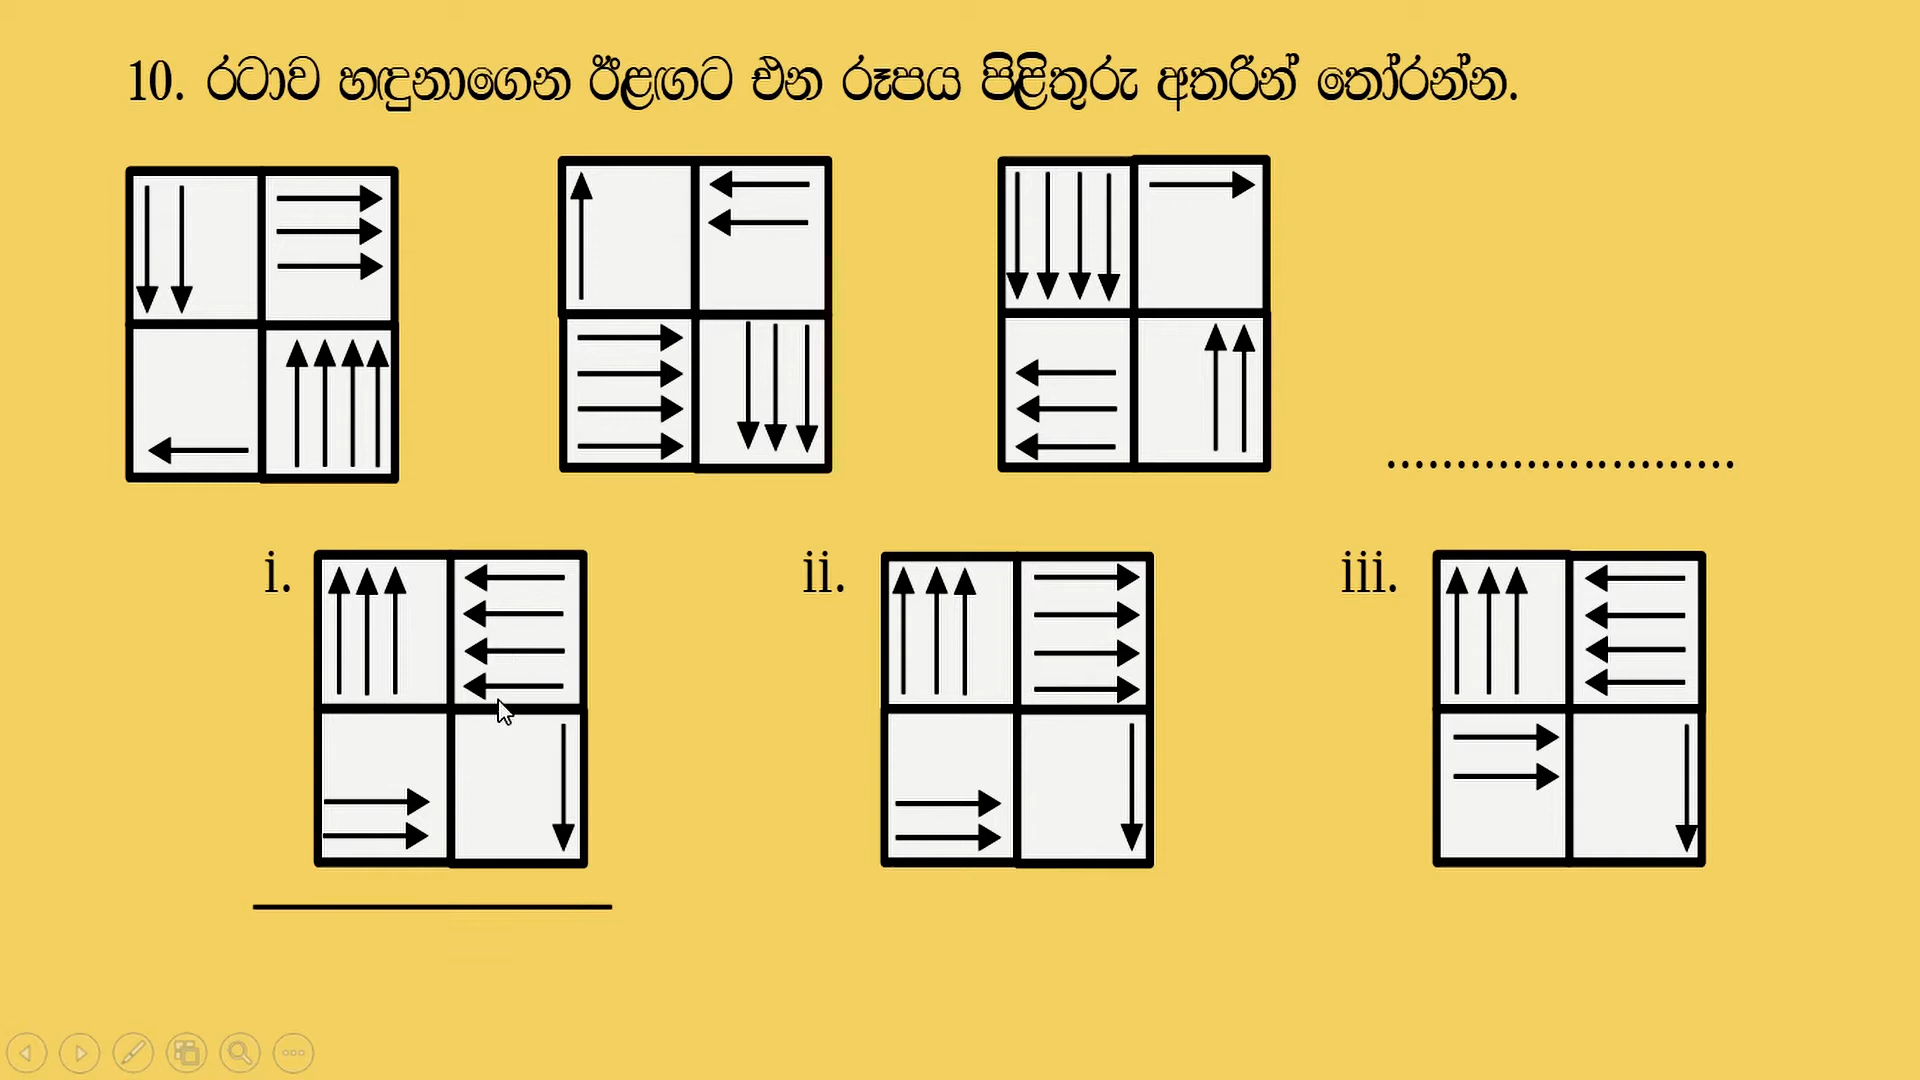 10. රටාව හඳුනාගෙන ඊළඟට එන රූපය පිළිතුරු අතරින් තෝරන්න.
........................
i.
ii.
iii.